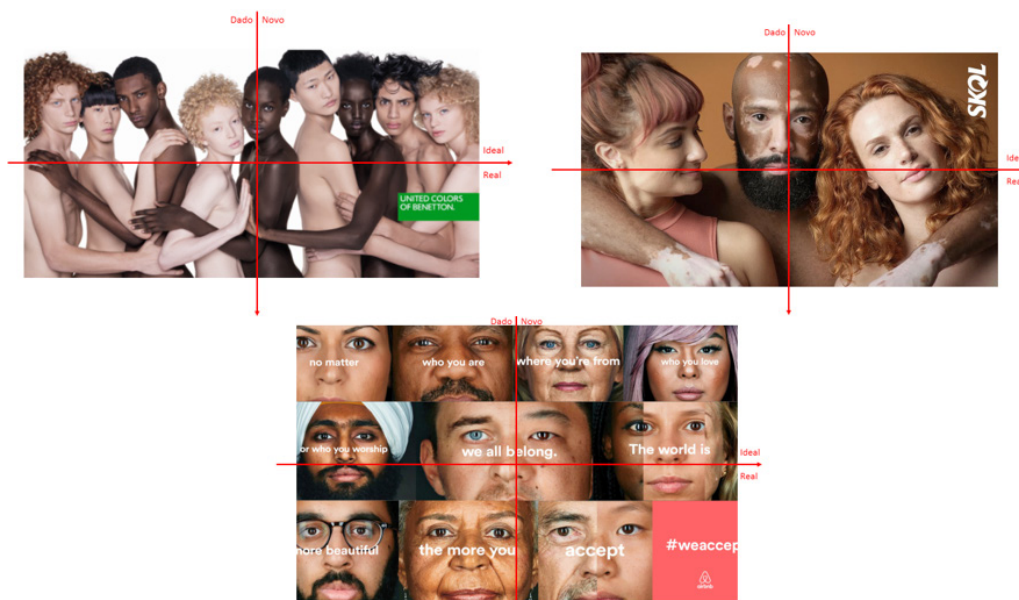 Dado Novo
Ideal
Real
UNITED COLORS
OF BENETTON.
Dado Novo
SKOL
Ide
Rea
Dado Novo
no matter
who you are
where you're from
who you love
or who you worship
we all belong.
The world is
Ideal
Real
more beautiful
the more you
accept
#weaccep
airbnb